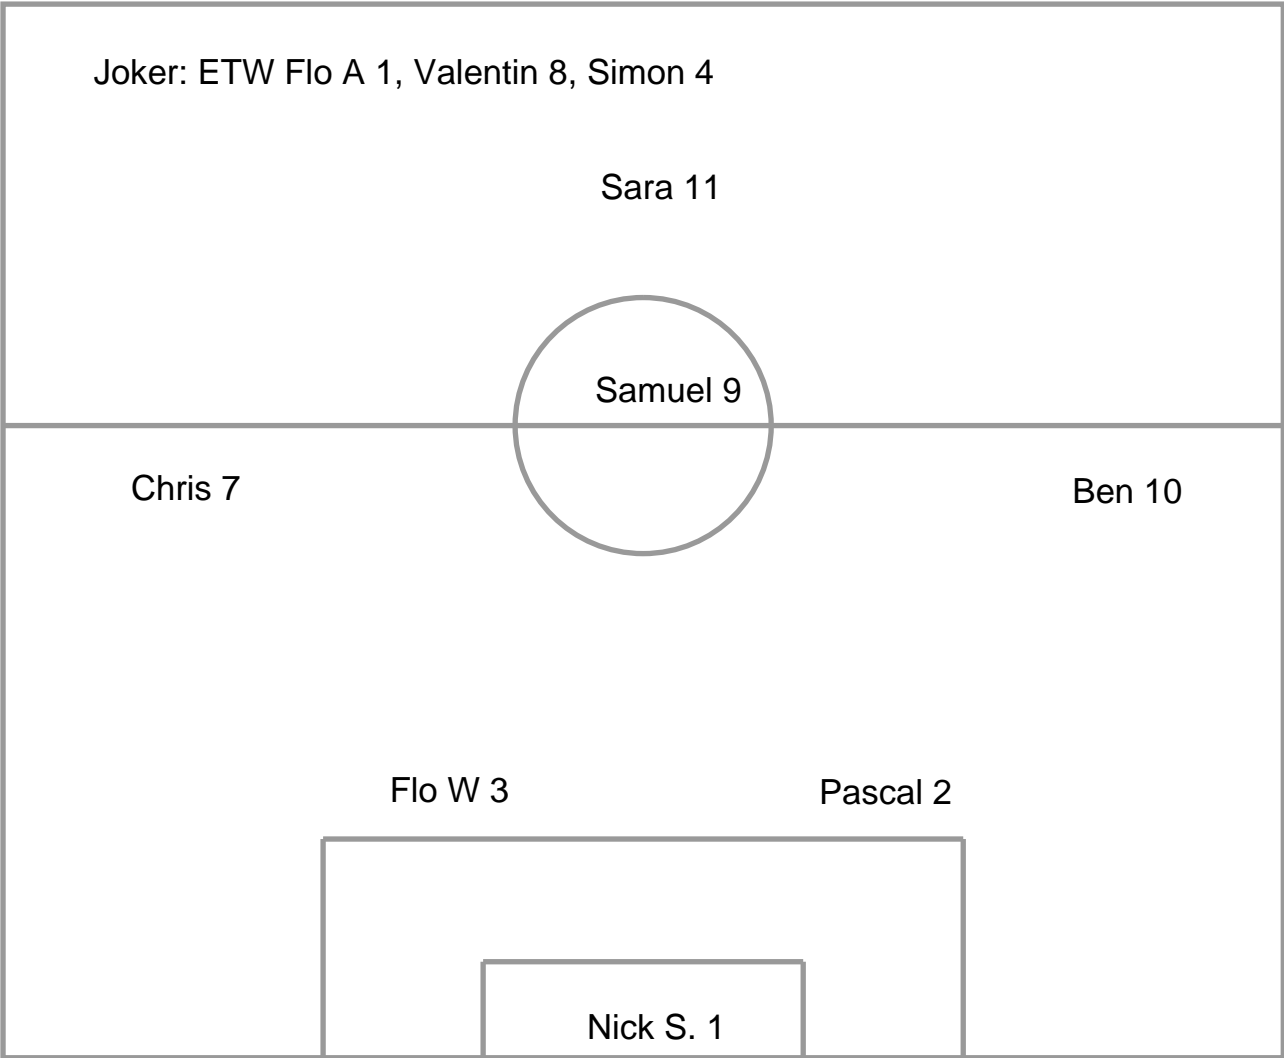 Joker: ETW Flo A 1, Valentin 8, Simon 4
Sara 11
Samuel 9
Chris 7
Ben 10
Flo W 3
Pascal 2
Nick S. 1